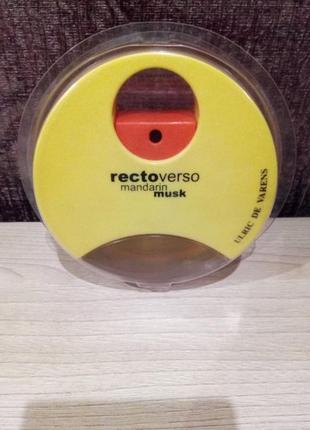 rectoverso
mandarin
musk
ULRIC DE VARENS